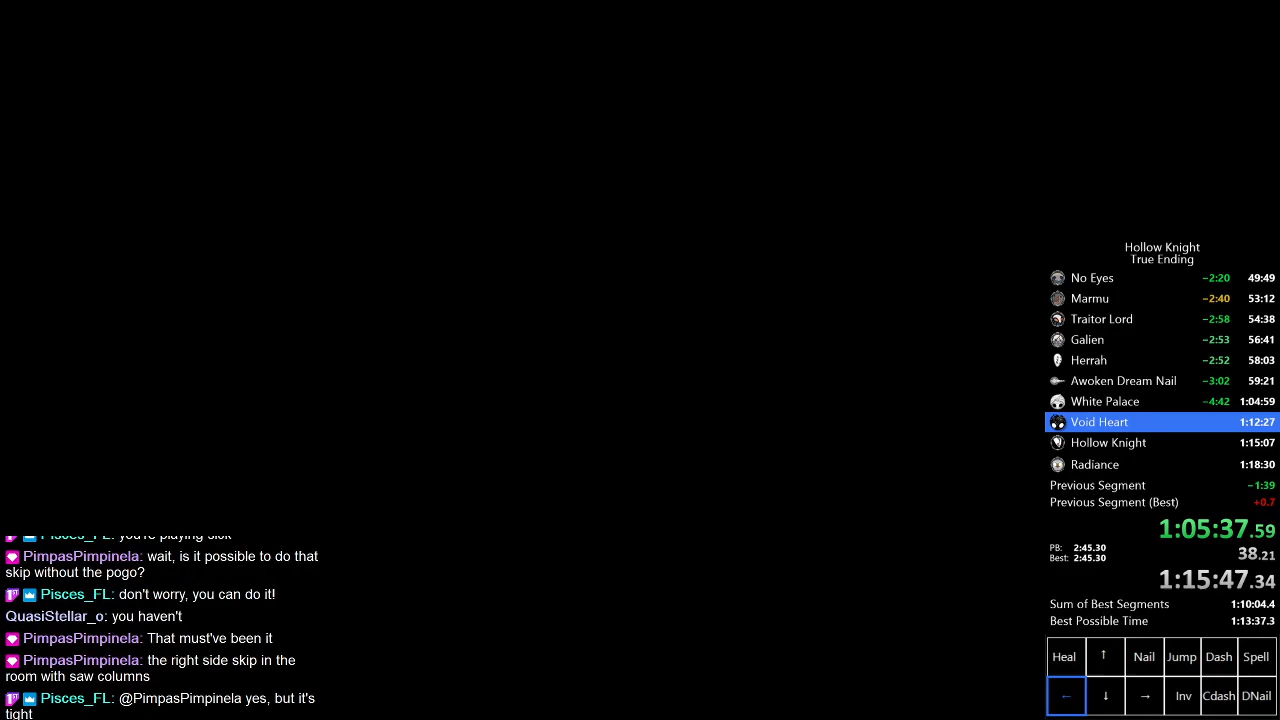 Hollow Knight
True Ending
No Eyes −2:20 49:49
Marmu −2:40 53:12
Traitor Lord −2:58 54:38
Galien −2:53 56:41
Herrah −2:52 58:03
Awoken Dream Nail −3:02 59:21
White Palace −4:42 1:04:59
Void Heart 1:12:27
Hollow Knight 1:15:07
Radiance 1:18:30
Previous Segment −1:39
Previous Segment (Best) +0.7
1:05:37.59
PB: 2:45.30
Best: 2:45.30
38.21
1:15:47.34
Sum of Best Segments 1:10:04.4
Best Possible Time 1:13:37.3
Heal ↑ Nail Jump Dash Spell
← ↓ → Inv Cdash DNail
Pisces_FL: you're playing sick
PimpasPimpinela: wait, is it possible to do that
skip without the pogo?
Pisces_FL: don't worry, you can do it!
QuasiStellar_o: you haven't
PimpasPimpinela: That must've been it
PimpasPimpinela: the right side skip in the
room with saw columns
Pisces_FL: @PimpasPimpinela yes, but it's
tight